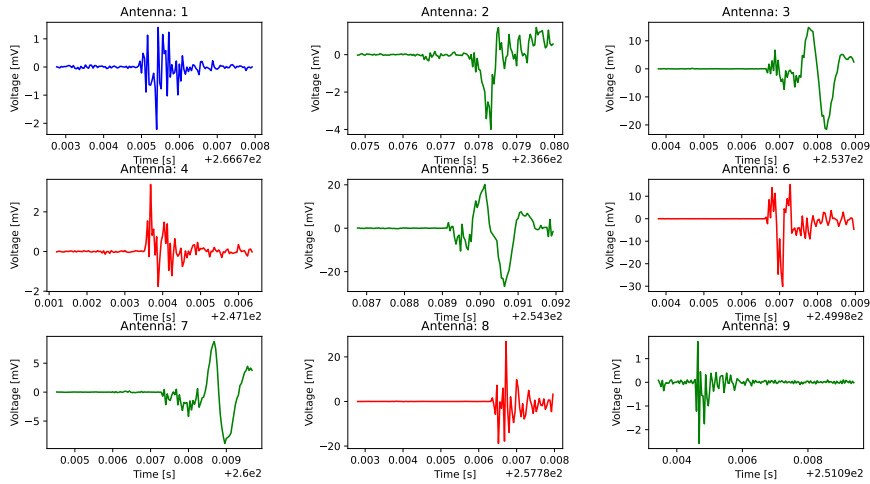 Antenna: 1
Voltage [mV]
1
0
−1
−2
0.003 0.004 0.005 0.006 0.007 0.008
Time [s]
+2.6667e2
Antenna: 2
Voltage [mV]
0
−2
−4
0.075 0.076 0.077 0.078 0.079 0.080
Time [s]
+2.366e2
Antenna: 3
Voltage [mV]
10
0
−10
−20
0.004 0.005 0.006 0.007 0.008 0.009
Time [s]
+2.537e2
Antenna: 4
Voltage [mV]
2
0
−2
0.001 0.002 0.003 0.004 0.005 0.006
Time [s]
+2.471e2
Antenna: 5
Voltage [mV]
20
0
−20
0.087 0.088 0.089 0.090 0.091 0.092
Time [s]
+2.543e2
Antenna: 6
Voltage [mV]
10
0
−10
−20
−30
0.004 0.005 0.006 0.007 0.008 0.009
Time [s]
+2.4998e2
Antenna: 7
Voltage [mV]
5
0
−5
0.005 0.006 0.007 0.008 0.009
Time [s]
+2.6e2
Antenna: 8
Voltage [mV]
20
0
−20
0.003 0.004 0.005 0.006 0.007 0.008
Time [s]
+2.5778e2
Antenna: 9
Voltage [mV]
1
0
−1
−2
0.004 0.006 0.008
Time [s]
+2.5109e2